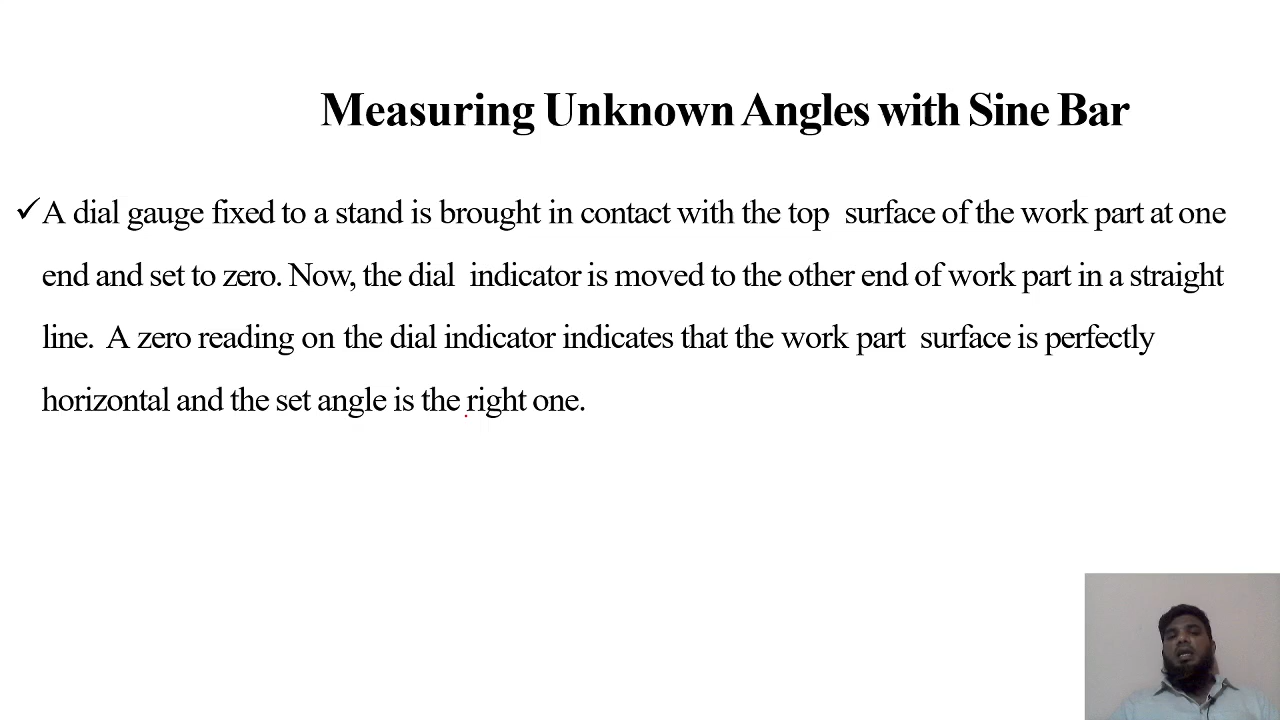 Measuring Unknown Angles with Sine Bar
✓A dial gauge fixed to a stand is brought in contact with the top surface of the work part at one
end and set to zero. Now, the dial indicator is moved to the other end of work part in a straight
line. A zero reading on the dial indicator indicates that the work part surface is perfectly
horizontal and the set angle is the right one.